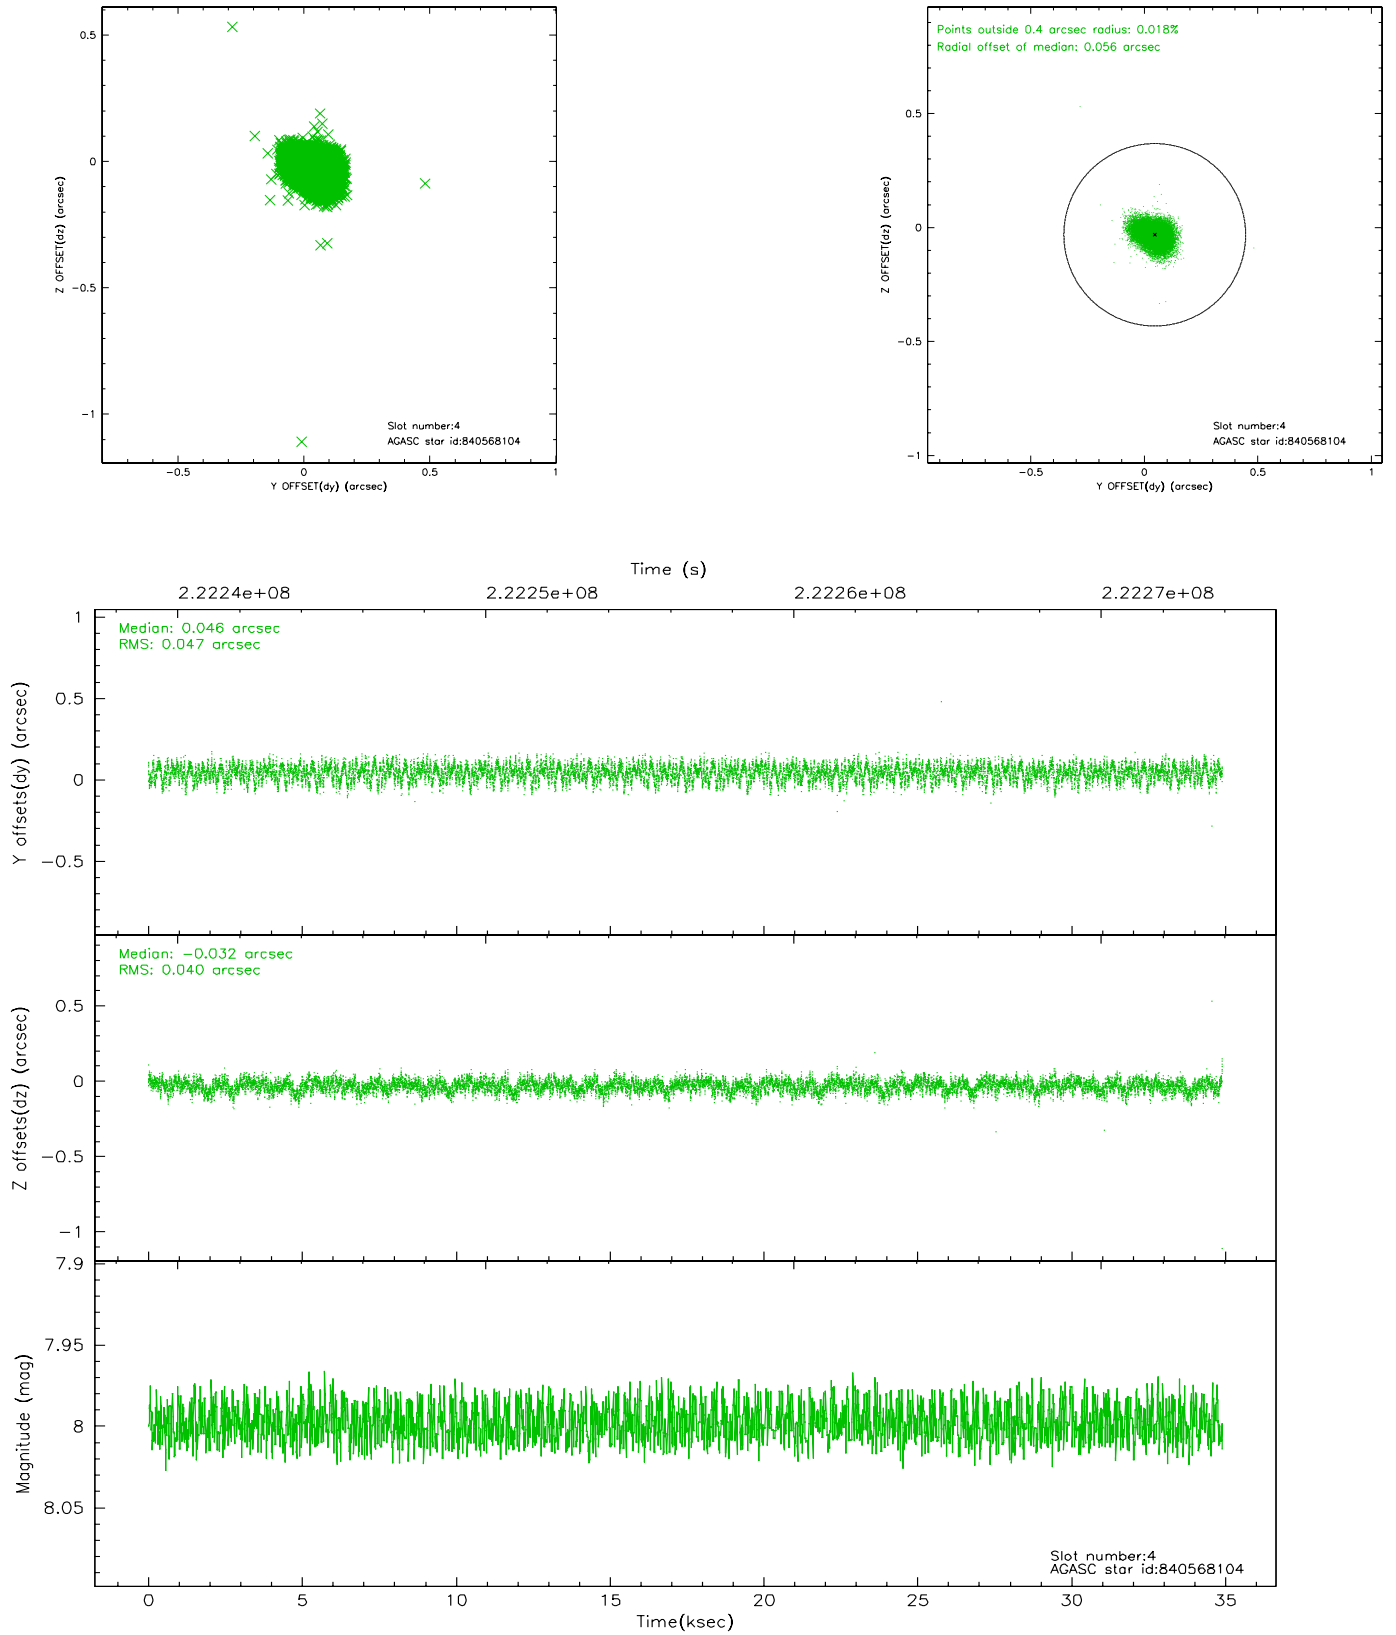 0.5
0
−0.5
−1
Z OFFSET(dz) (arcsec)
Slot number:4
AGASC star id:840568104
−0.5
0
0.5
1
Y OFFSET(dy) (arcsec)
Points outside 0.4 arcsec radius: 0.018%
Radial offset of median: 0.056 arcsec
0.5
0
−0.5
−1
Z OFFSET(dz) (arcsec)
Slot number:4
AGASC star id:840568104
−0.5
0
0.5
1
Y OFFSET(dy) (arcsec)
Time (s)
2.2224e+08
2.2225e+08
2.2226e+08
2.2227e+08
Median: 0.046 arcsec
RMS: 0.047 arcsec
1
0.5
0
−0.5
Y offsets(dy) (arcsec)
Median: −0.032 arcsec
RMS: 0.040 arcsec
0.5
0
−0.5
−1
Z offsets(dz) (arcsec)
7.9
7.95
8
8.05
Magnitude (mag)
Slot number:4
AGASC star id:840568104
0
5
10
15
20
25
30
35
Time(ksec)